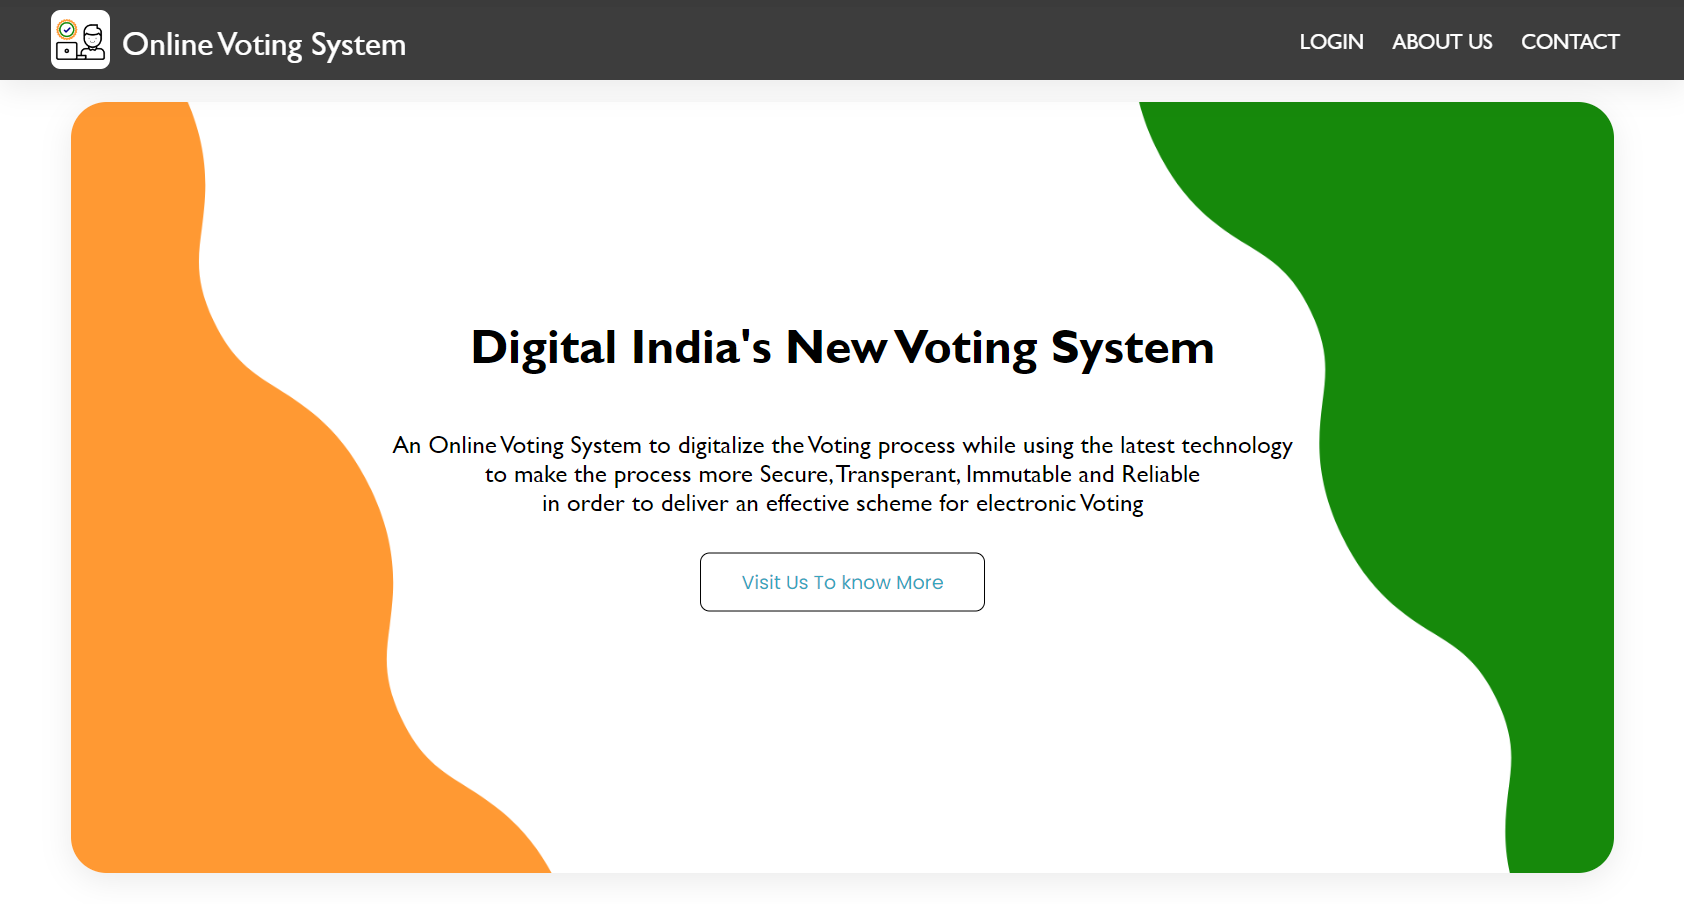 Online Voting System
LOGIN
ABOUT US
CONTACT
Digital India's New Voting System
An Online Voting System to digitalize the Voting process while using the latest technology
to make the process more Secure, Transperant, Immutable and Reliable
in order to deliver an effective scheme for electronic Voting
Visit Us To know More